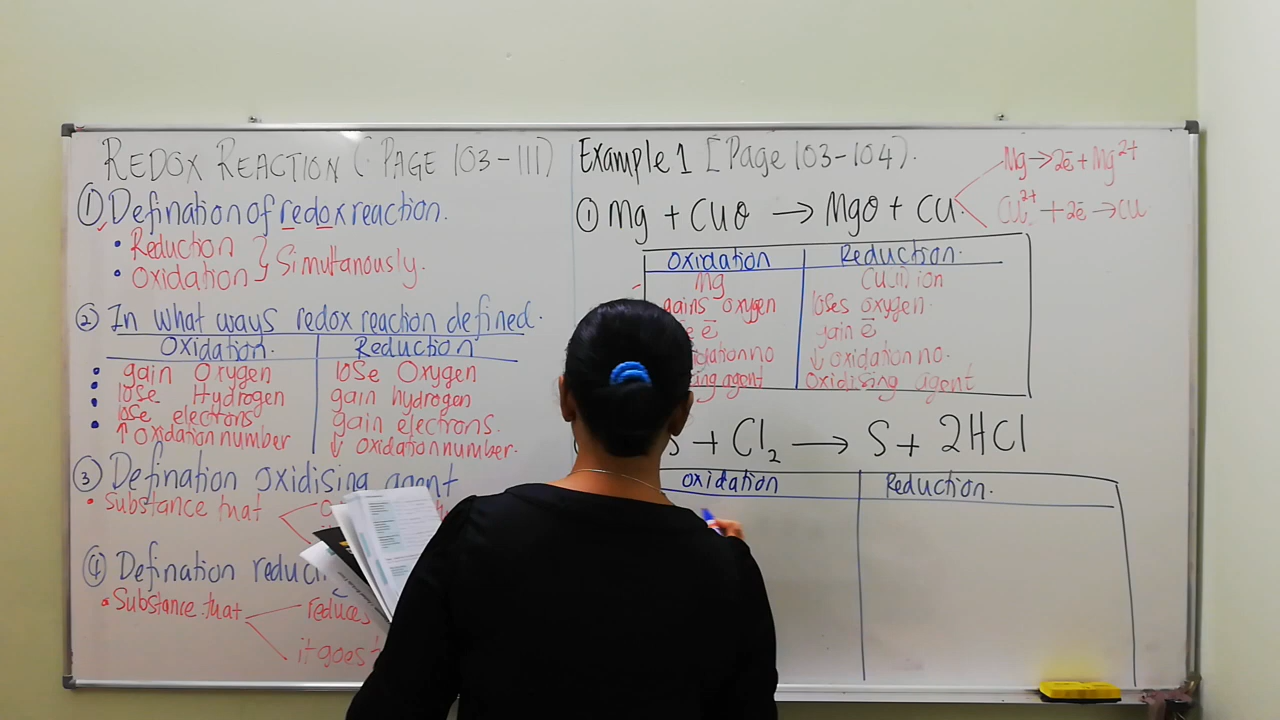 REDOX REACTION (PAGE 103-111)
① Defination of redox reaction.
• Reduction
• Oxidation } Simultanously.
② In what ways redox reaction defined.
Oxidation. Reduction
• gain Oxygen lose Oxygen
• lose Hydrogen gain hydrogen
• lose electrons gain electrons.
• ↑ Oxidation number ↓ oxidation number.
③ Defination oxidising agent
• Substance that
④ Defination
• Substance that reduces
it goes
Example 1 [Page 103-104).
① Mg + CuO → MgO + Cu.
Mg → 2ē + Mg²⁺
Cu²⁺ + 2ē → Cu
Oxidation Reduction.
Mg Cu(II) ion
gains oxygen loses oxygen.
ē gain ē
no ↓ oxidation no.
agent Oxidising agent
S + Cl₂ → S + 2HCl
Oxidation Reduction.